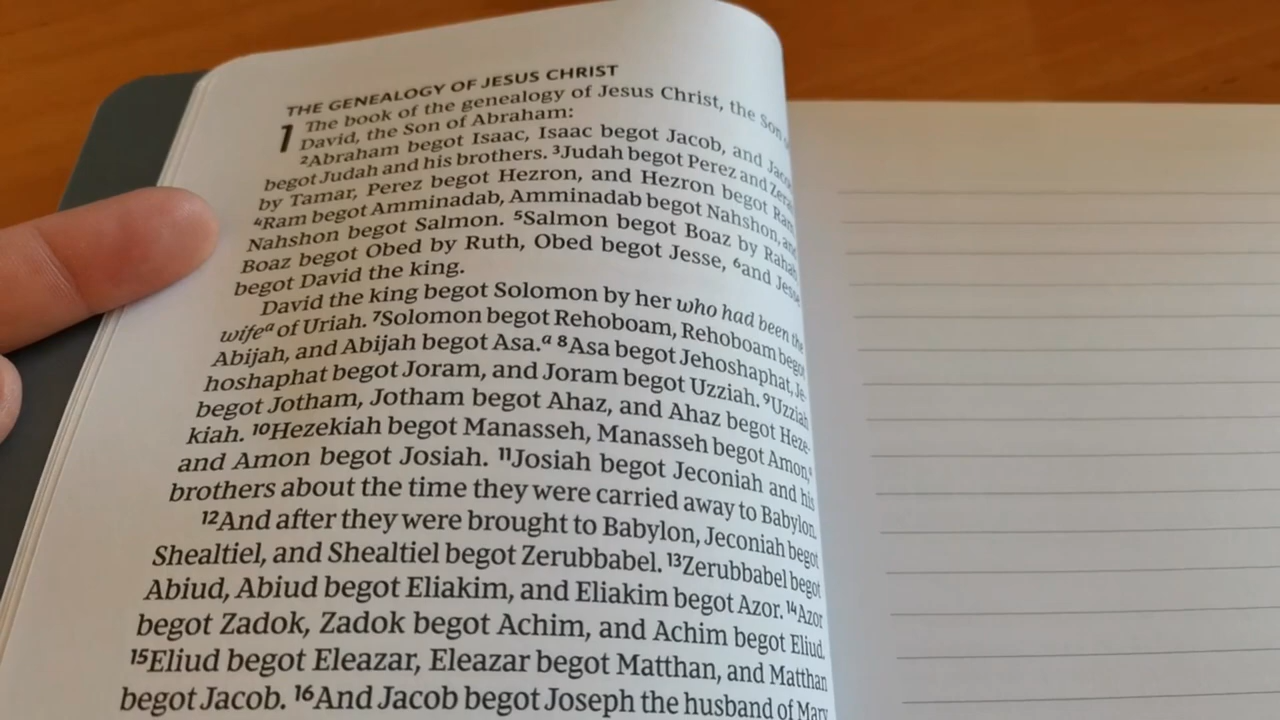 THE GENEALOGY OF JESUS CHRIST
1 The book of the genealogy of Jesus Christ, the Son
David, the Son of Abraham:
²Abraham begot Isaac, Isaac begot Jacob, and Jaco
begot Judah and his brothers. ³Judah begot Perez and Zerah
by Tamar, Perez begot Hezron, and Hezron begot Ram.
⁴Ram begot Amminadab, Amminadab begot Nahshon, and
Nahshon begot Salmon. ⁵Salmon begot Boaz by Rahab,
Boaz begot Obed by Ruth, Obed begot Jesse, ⁶and Jesse
begot David the king.
David the king begot Solomon by her who had been the
wifeᵃ of Uriah. ⁷Solomon begot Rehoboam, Rehoboam begot
Abijah, and Abijah begot Asa.ᵃ ⁸Asa begot Jehoshaphat, Je-
hoshaphat begot Joram, and Joram begot Uzziah. ⁹Uzziah
begot Jotham, Jotham begot Ahaz, and Ahaz begot Heze-
kiah. ¹⁰Hezekiah begot Manasseh, Manasseh begot Amon,ᵃ
and Amon begot Josiah. ¹¹Josiah begot Jeconiah and his
brothers about the time they were carried away to Babylon.
¹²And after they were brought to Babylon, Jeconiah begot
Shealtiel, and Shealtiel begot Zerubbabel. ¹³Zerubbabel begot
Abiud, Abiud begot Eliakim, and Eliakim begot Azor. ¹⁴Azor
begot Zadok, Zadok begot Achim, and Achim begot Eliud.
¹⁵Eliud begot Eleazar, Eleazar begot Matthan, and Matthan
begot Jacob. ¹⁶And Jacob begot Joseph the husband of Mary